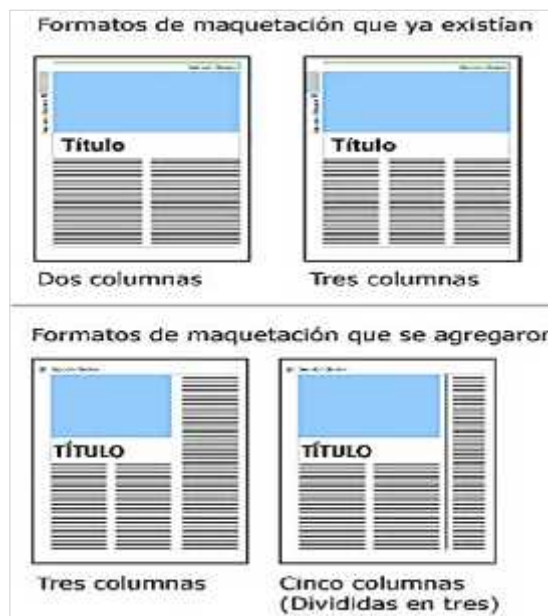 Formatos de maquetación que ya existían
Título
Título
Dos columnas
Tres columnas
Formatos de maquetación que se agregaron
TÍTULO
TÍTULO
Tres columnas
Cinco columnas
(Divididas en tres)